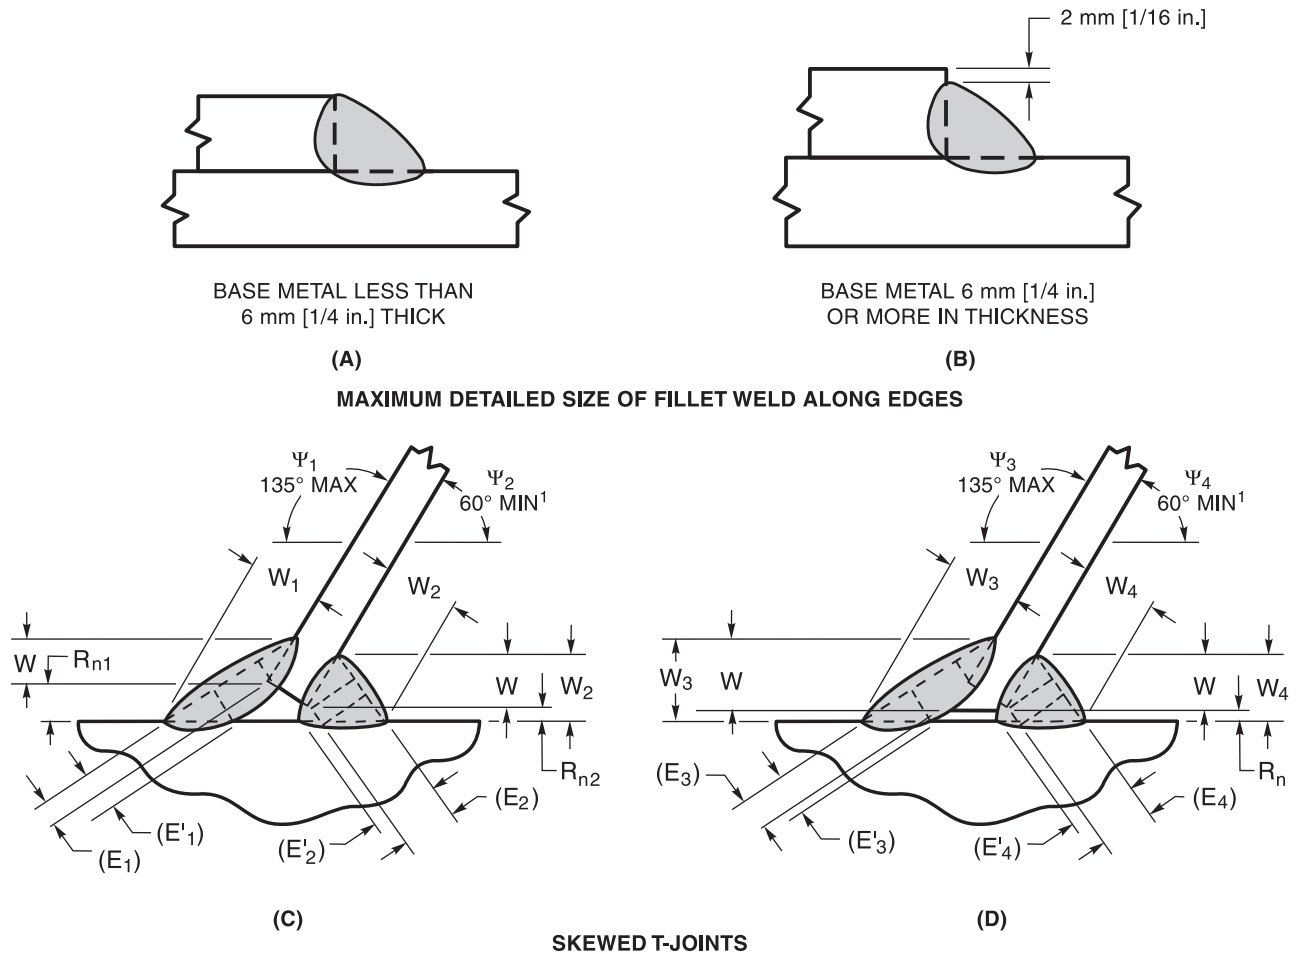 2 mm [1/16 in.]
BASE METAL LESS THAN
6 mm [1/4 in.] THICK
(A)
BASE METAL 6 mm [1/4 in.]
OR MORE IN THICKNESS
(B)
MAXIMUM DETAILED SIZE OF FILLET WELD ALONG EDGES
Ψ1
135° MAX
Ψ2
60° MIN1
W1
W2
W
Rn1
W
W2
Rn2
(E1)
(E'1)
(E'2)
(E2)
(C)
Ψ3
135° MAX
Ψ4
60° MIN1
W3
W4
W3
W
W
W4
Rn
(E3)
(E'3)
(E'4)
(E4)
(D)
SKEWED T-JOINTS